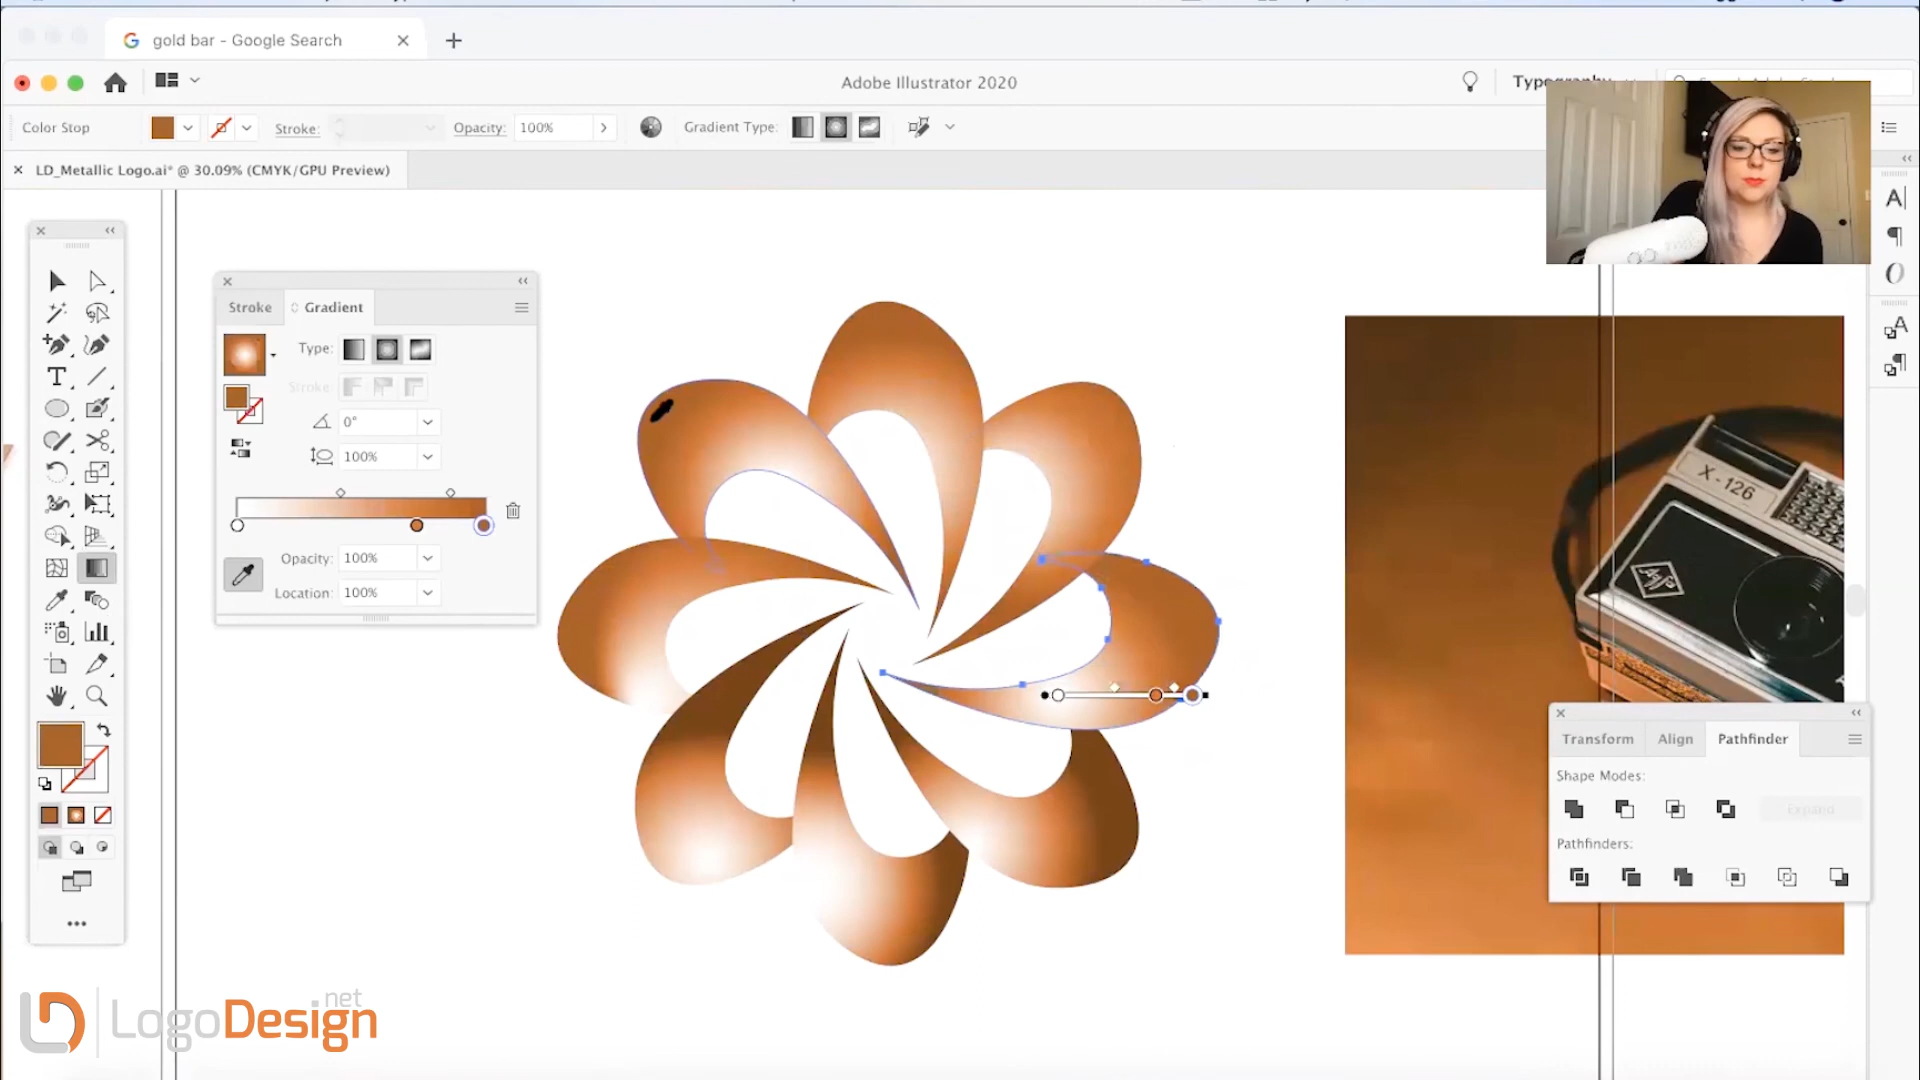 gold bar - Google Search
Adobe Illustrator 2020
Color Stop
Stroke:
Opacity:
100%
Gradient Type:
LD_Metallic Logo.ai* @ 30.09% (CMYK/GPU Preview)
Stroke
Gradient
Type:
Stroke:
0°
100%
Opacity:
100%
Location:
100%
X-126
Transform
Align
Pathfinder
Shape Modes:
Expand
Pathfinders:
LogoDesign
.net